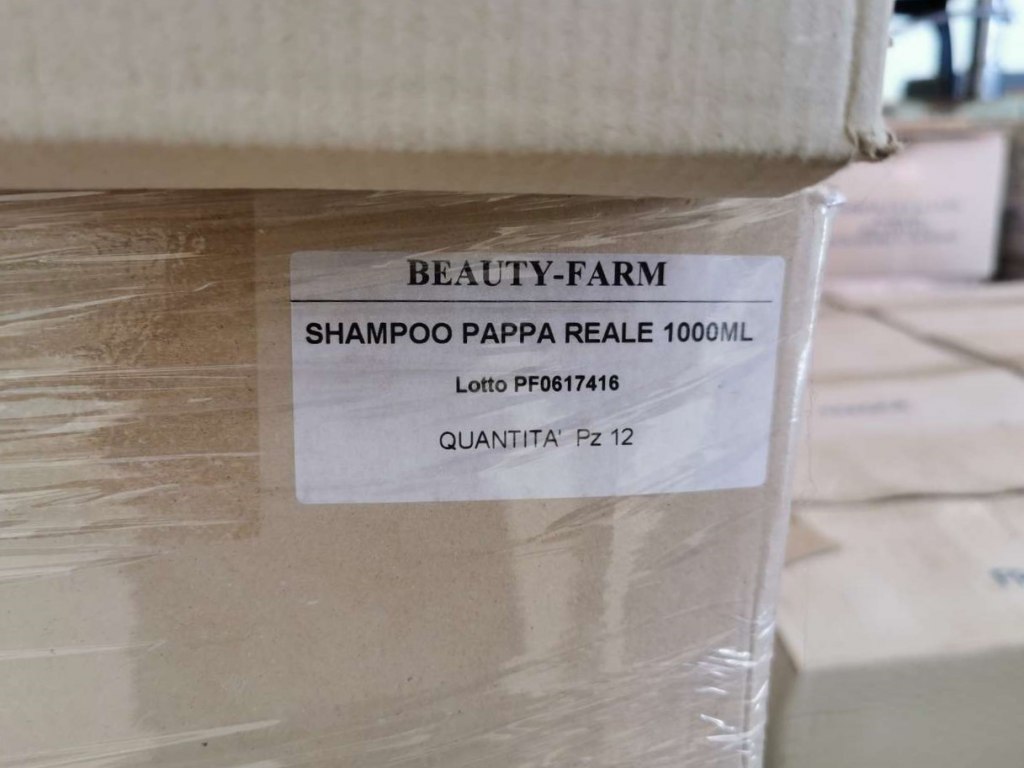 BEAUTY-FARM
SHAMPOO PAPPA REALE 1000ML
Lotto PF0617416
QUANTITA' Pz 12